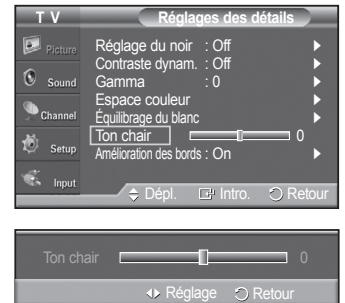 T V
Réglages des détails
Picture
Sound
Channel
Setup
Input
Réglage du noir : Off
Contraste dynam. : Off
Gamma : 0
Espace couleur
Équilibrage du blanc
Ton chair 0
Amélioration des bords : On
Dépl. Intro. Retour
Ton chair 0
Réglage Retour